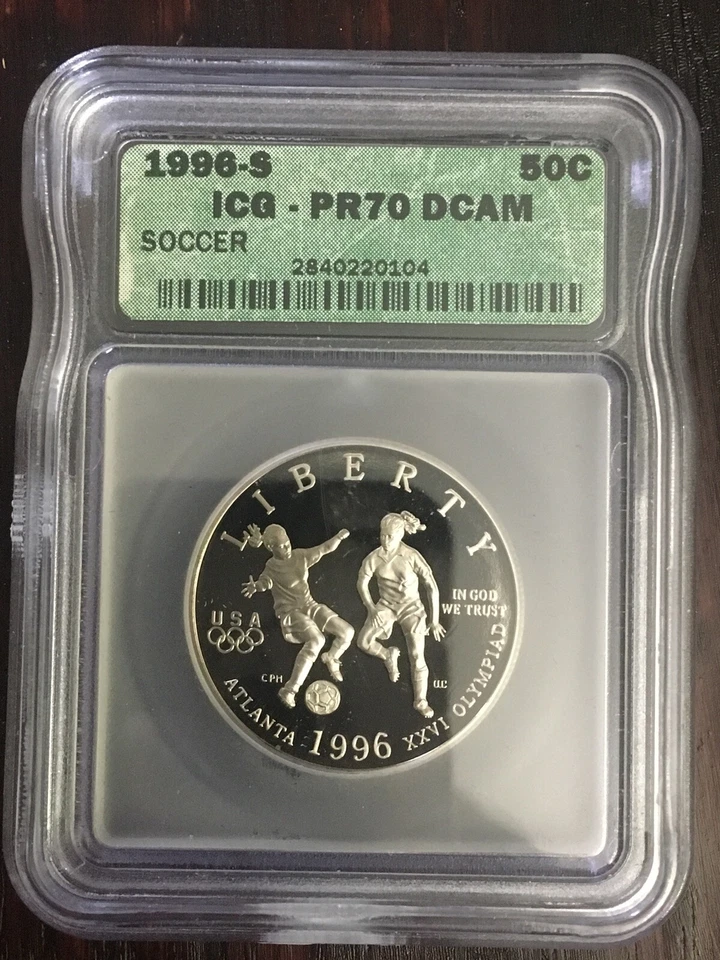 1996-S 50C
ICG - PR70 DCAM
SOCCER
2840220104
LIBERTY
IN GOD
WE TRUST
USA
CPH
ATLANTA 1996 XXVI OLYMPIAD